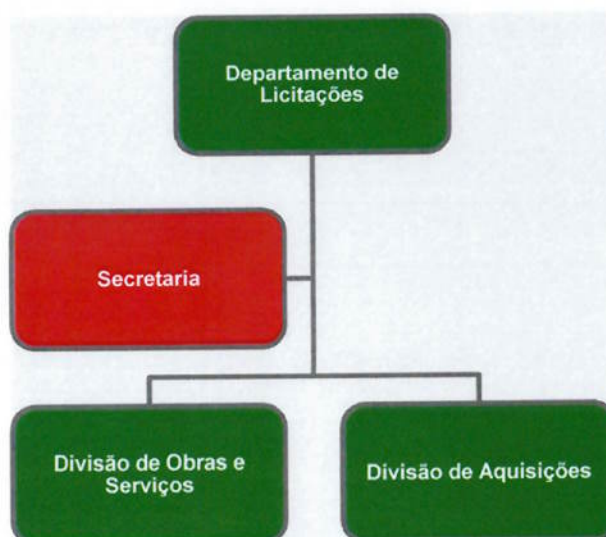 Departamento de
Licitações
Secretaria
Divisão de Obras e
Serviços
Divisão de Aquisições